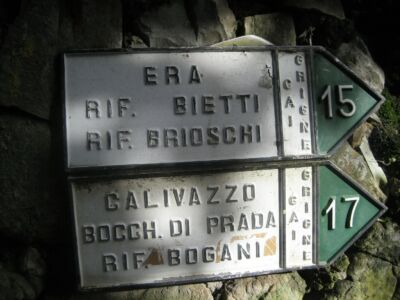 ERA
RIF. BIETTI
RIF. BRIOSCHI
CAI
GRIGNE
15
CALIVAZZO
BOCCH. DI PRADA
RIF. BOGANI
CAI
GRIGNE
17